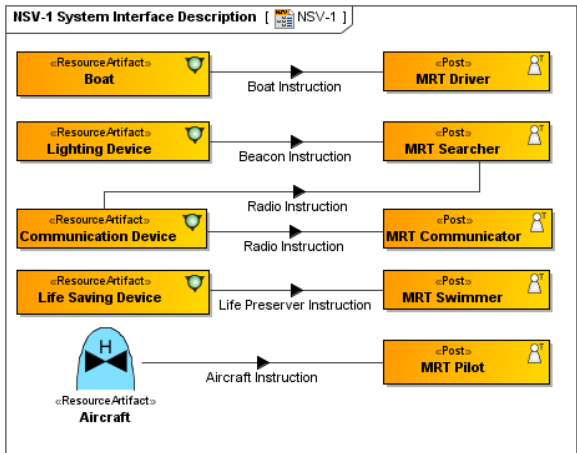 NSV-1 System Interface Description [ NSV-1 ]
«ResourceArtifact»
Boat
Boat Instruction
«Post»
MRT Driver
«ResourceArtifact»
Lighting Device
Beacon Instruction
«Post»
MRT Searcher
Radio Instruction
«ResourceArtifact»
Communication Device
Radio Instruction
«Post»
MRT Communicator
«ResourceArtifact»
Life Saving Device
Life Preserver Instruction
«Post»
MRT Swimmer
H
«ResourceArtifact»
Aircraft
Aircraft Instruction
«Post»
MRT Pilot